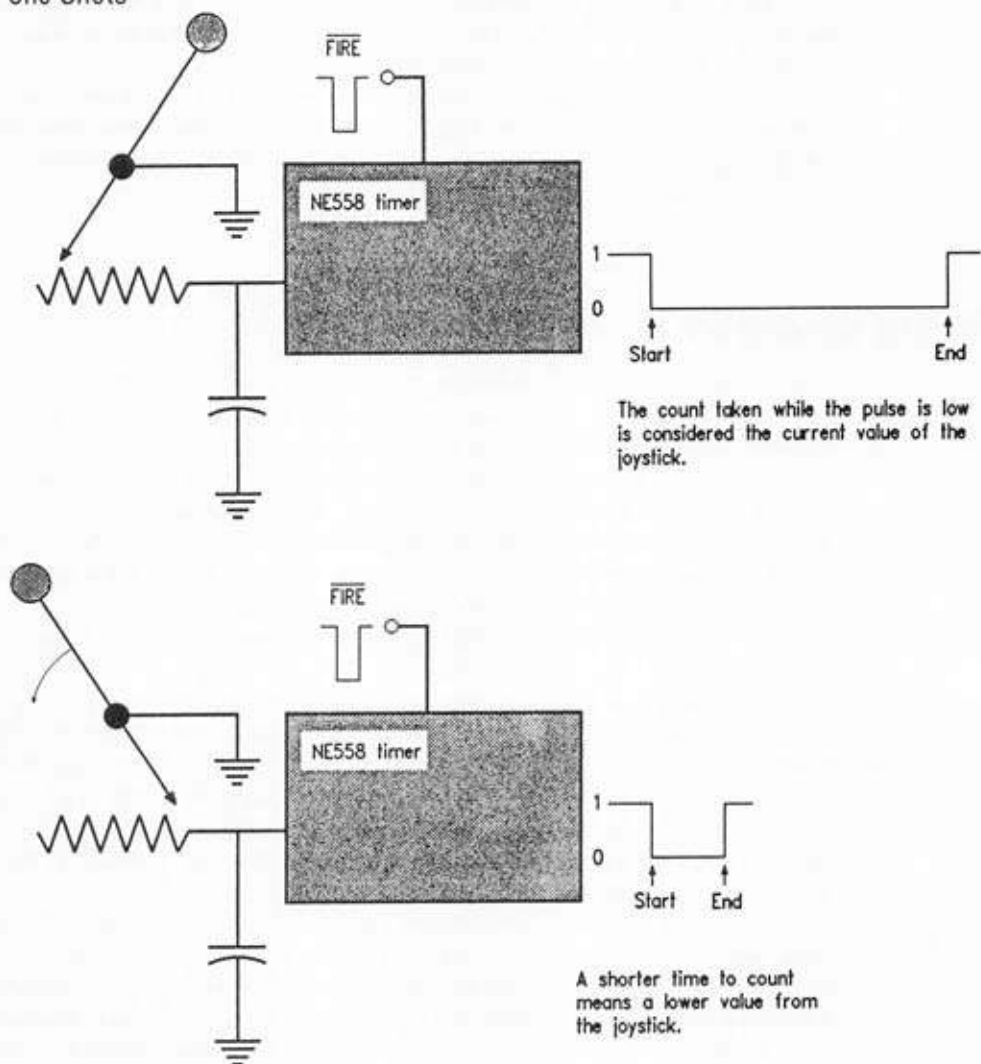 FIRE
NE558 timer
1
0
Start End
The count taken while the pulse is low
is considered the current value of the
joystick.
FIRE
NE558 timer
1
0
Start End
A shorter time to count
means a lower value from
the joystick.